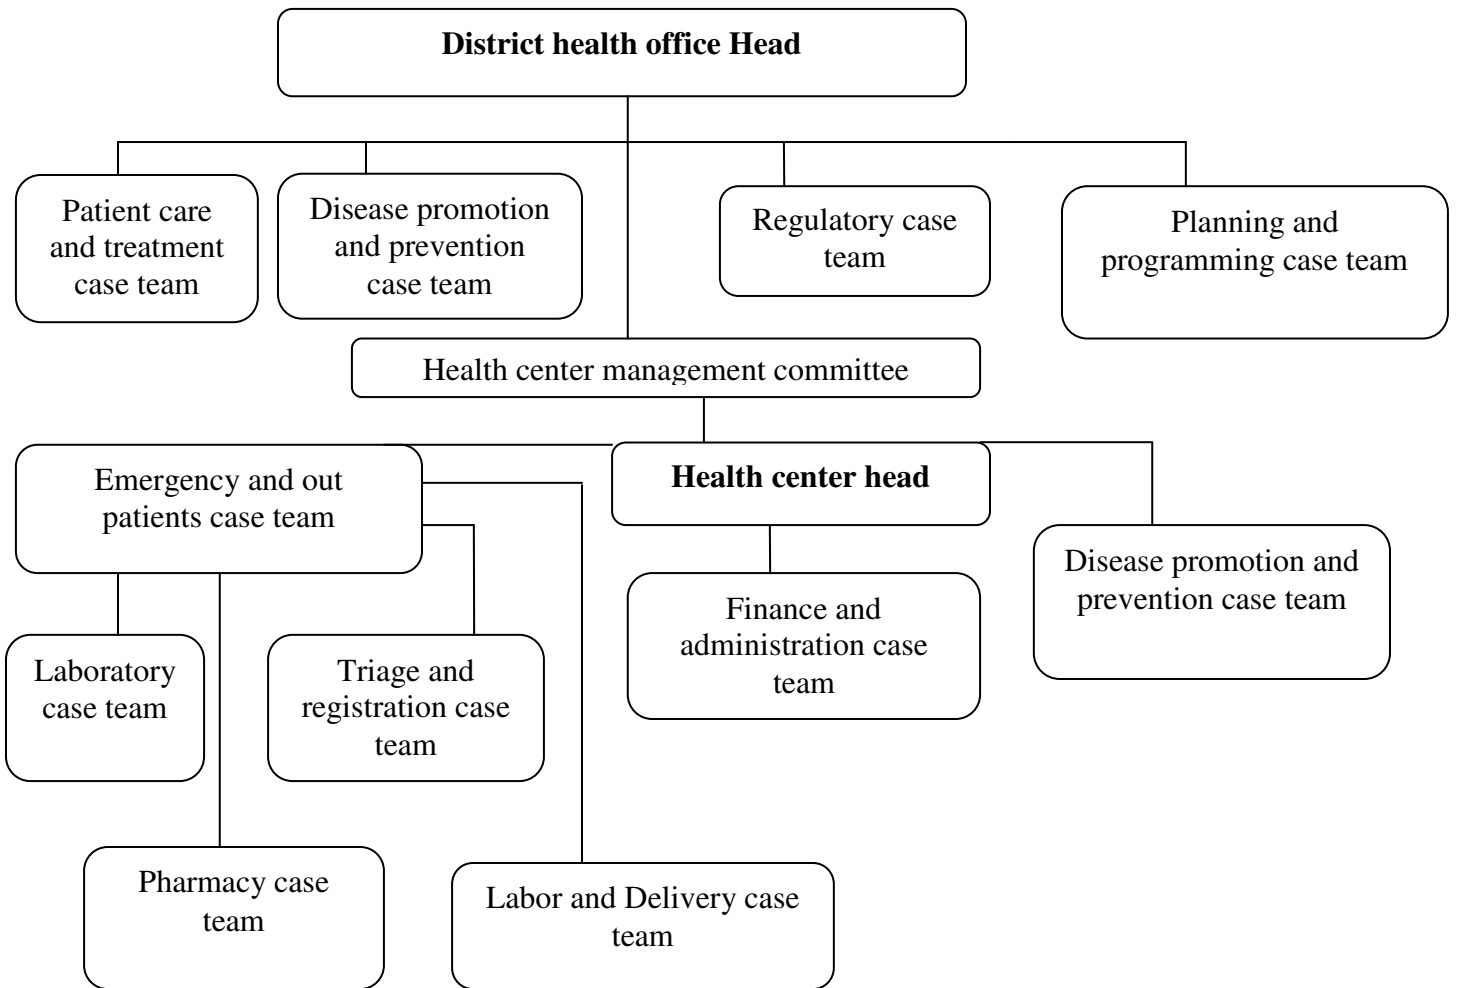 District health office Head
Patient care
and treatment
case team
Disease promotion
and prevention
case team
Regulatory case
team
Planning and
programming case team
Health center management committee
Emergency and out
patients case team
Health center head
Disease promotion and
prevention case team
Finance and
administration case
team
Laboratory
case team
Triage and
registration case
team
Pharmacy case
team
Labor and Delivery case
team